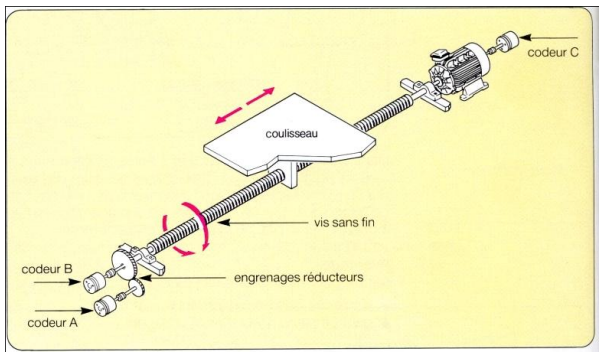 codeur C
coulisseau
vis sans fin
codeur B
engrenages réducteurs
codeur A